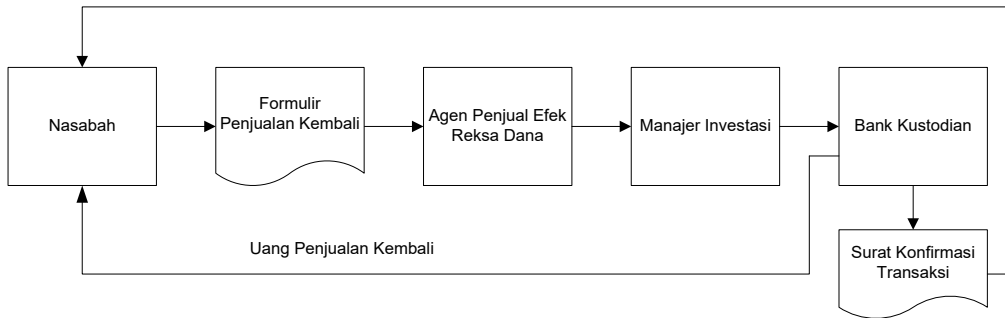 Nasabah
Formulir
Penjualan Kembali
Agen Penjual Efek
Reksa Dana
Manajer Investasi
Bank Kustodian
Uang Penjualan Kembali
Surat Konfirmasi
Transaksi